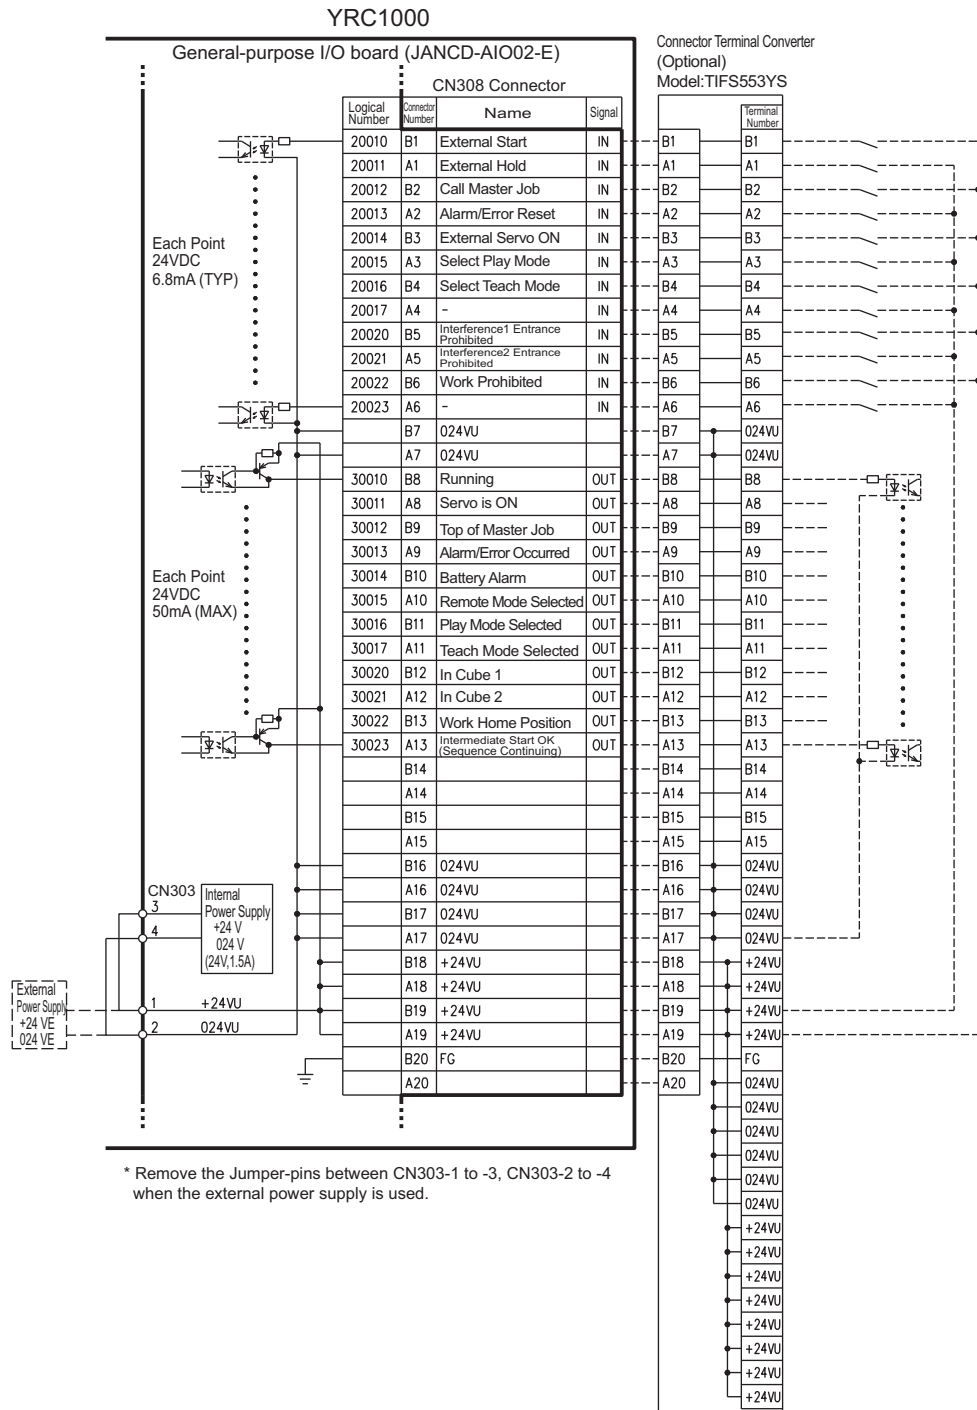 YRC1000
General-purpose I/O board (JANCD-AIO02-E)
Connector Terminal Converter
(Optional)
Model:TIFS553YS
CN308 Connector
Logical Number Connector Number Name Signal Terminal Number
20010 B1 External Start IN B1 B1
20011 A1 External Hold IN A1 A1
20012 B2 Call Master Job IN B2 B2
20013 A2 Alarm/Error Reset IN A2 A2
20014 B3 External Servo ON IN B3 B3
20015 A3 Select Play Mode IN A3 A3
20016 B4 Select Teach Mode IN B4 B4
20017 A4 - IN A4 A4
20020 B5 Interference1 Entrance Prohibited IN B5 B5
20021 A5 Interference2 Entrance Prohibited IN A5 A5
20022 B6 Work Prohibited IN B6 B6
20023 A6 - IN A6 A6
B7 024VU B7 024VU
A7 024VU A7 024VU
30010 B8 Running OUT B8 B8
30011 A8 Servo is ON OUT A8 A8
30012 B9 Top of Master Job OUT B9 B9
30013 A9 Alarm/Error Occurred OUT A9 A9
30014 B10 Battery Alarm OUT B10 B10
30015 A10 Remote Mode Selected OUT A10 A10
30016 B11 Play Mode Selected OUT B11 B11
30017 A11 Teach Mode Selected OUT A11 A11
30020 B12 In Cube 1 OUT B12 B12
30021 A12 In Cube 2 OUT A12 A12
30022 B13 Work Home Position OUT B13 B13
30023 A13 Intermediate Start OK (Sequence Continuing) OUT A13 A13
B14 B14 B14
A14 A14 A14
B15 B15 B15
A15 A15 A15
B16 024VU B16 024VU
A16 024VU A16 024VU
B17 024VU B17 024VU
A17 024VU A17 024VU
B18 +24VU B18 +24VU
A18 +24VU A18 +24VU
B19 +24VU B19 +24VU
A19 +24VU A19 +24VU
B20 FG B20 FG
A20 A20 024VU
024VU
024VU
024VU
024VU
024VU
+24VU
+24VU
+24VU
+24VU
+24VU
+24VU
+24VU
+24VU
Each Point
24VDC
6.8mA (TYP)
Each Point
24VDC
50mA (MAX)
CN303
3
4
Internal
Power Supply
+24 V
024 V
(24V,1.5A)
External
Power Supply
+24 VE
024 VE
1 +24VU
2 024VU
* Remove the Jumper-pins between CN303-1 to -3, CN303-2 to -4
when the external power supply is used.